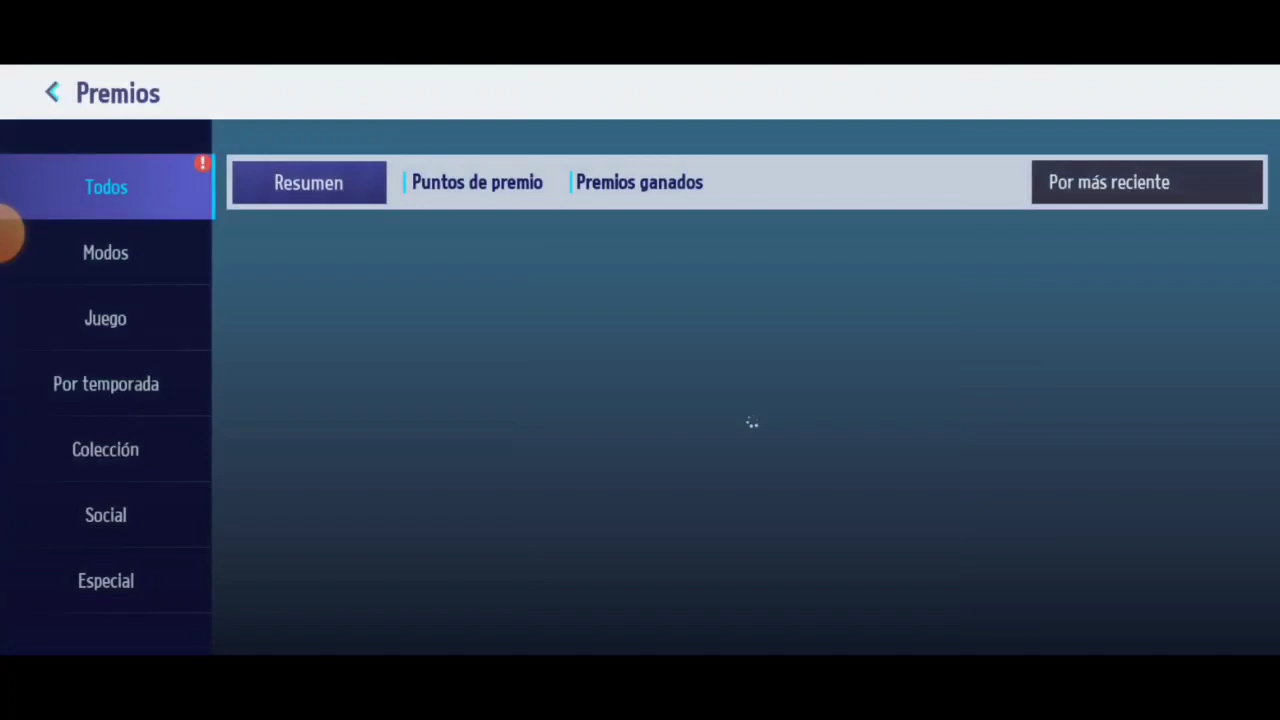 Premios
Todos
Modos
Juego
Por temporada
Colección
Social
Especial
Resumen
Puntos de premio
Premios ganados
Por más reciente